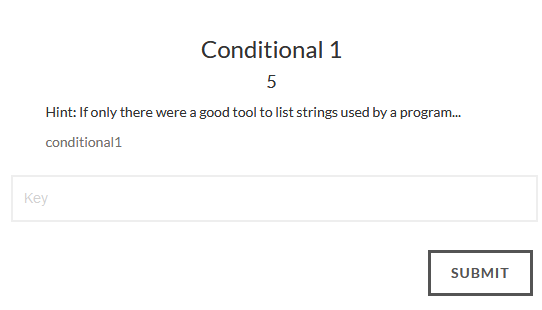 Conditional 1
5
Hint: If only there were a good tool to list strings used by a program...
conditional1
Key
SUBMIT